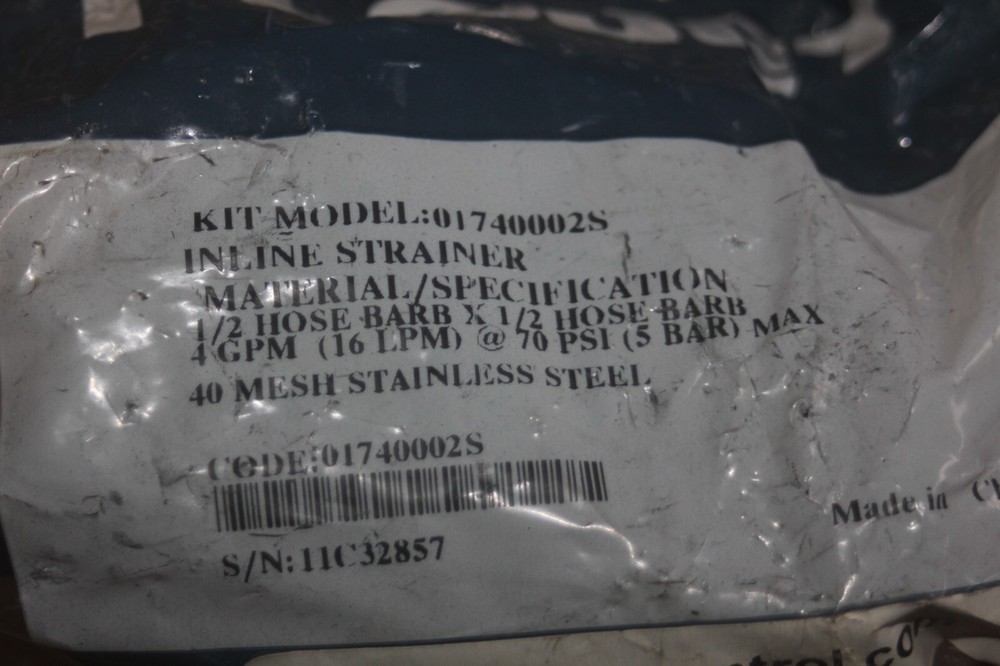 KIT MODEL:01740002S
INLINE STRAINER
MATERIAL/SPECIFICATION
1/2 HOSE BARB X 1/2 HOSE BARB
4 GPM (16 LPM) @ 70 PSI (5 BAR) MAX
40 MESH STAINLESS STEEL
CODE:01740002S
S/N:11C32857
Made in